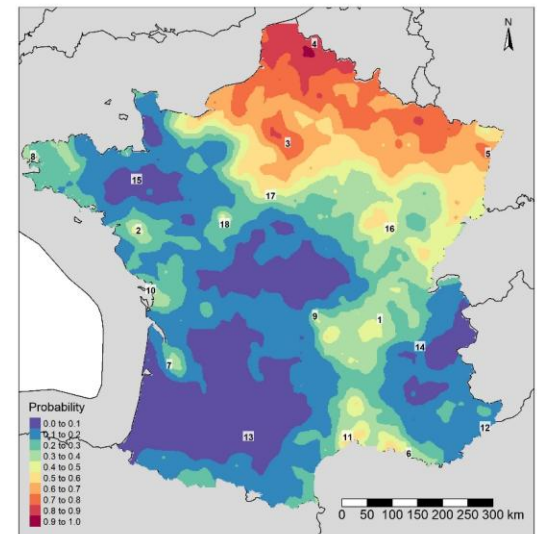 N
4
3
5
8
15
17
2
18
16
10
9
1
7
14
12
13
11
6
Probability
0.0 to 0.1
0.1 to 0.2
0.2 to 0.3
0.3 to 0.4
0.4 to 0.5
0.5 to 0.6
0.6 to 0.7
0.7 to 0.8
0.8 to 0.9
0.9 to 1.0
0 50 100 150 200 250 300 km